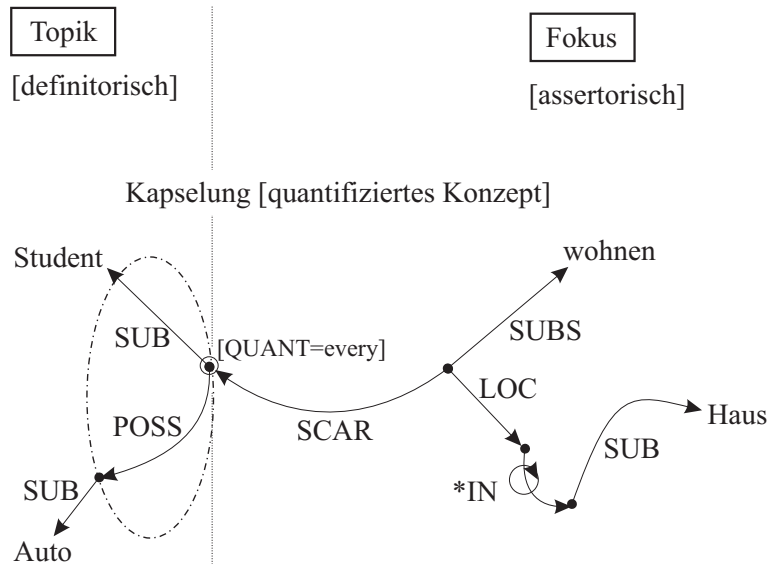 Topik
Fokus
[definitorisch]
[assertorisch]
Kapselung [quantifiziertes Konzept]
Student
wohnen
SUB
[QUANT=every]
SUBS
LOC
POSS
SCAR
Haus
SUB
SUB
*IN
Auto